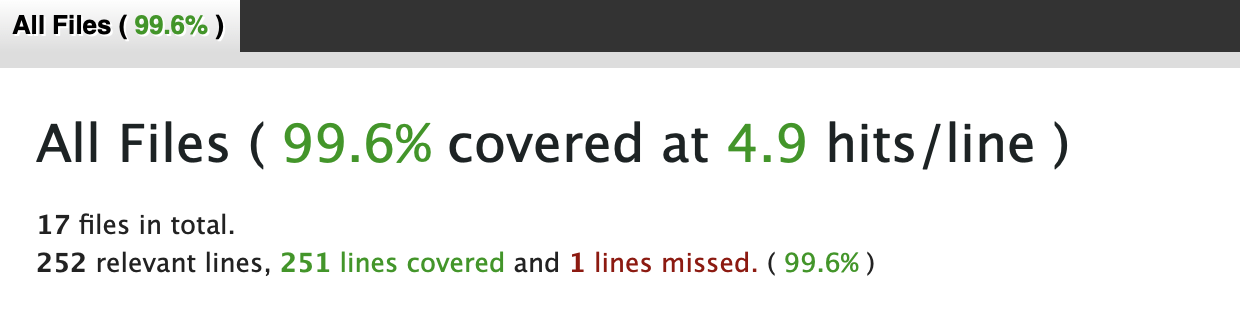 All Files ( 99.6% )
All Files ( 99.6% covered at 4.9 hits/line )
17 files in total.
252 relevant lines, 251 lines covered and 1 lines missed. ( 99.6% )